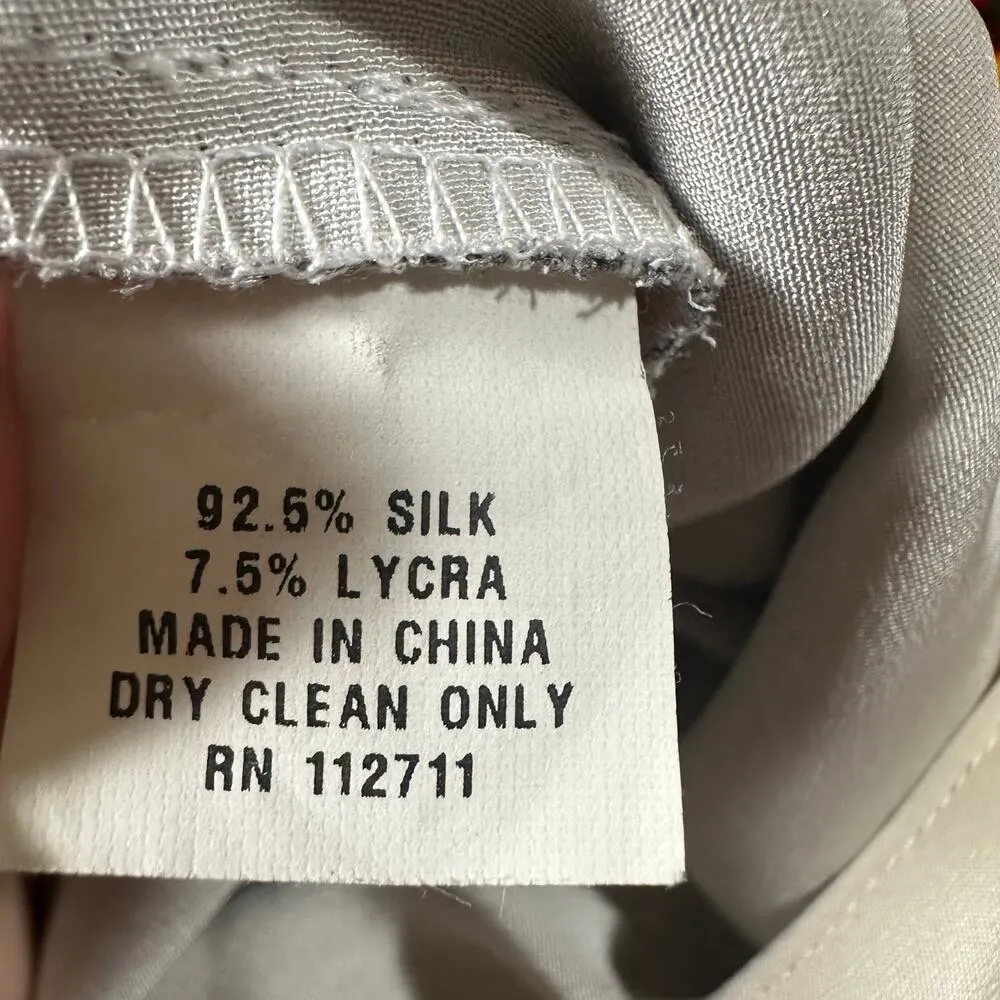 92.5% SILK
7.5% LYCRA
MADE IN CHINA
DRY CLEAN ONLY
RN 112711